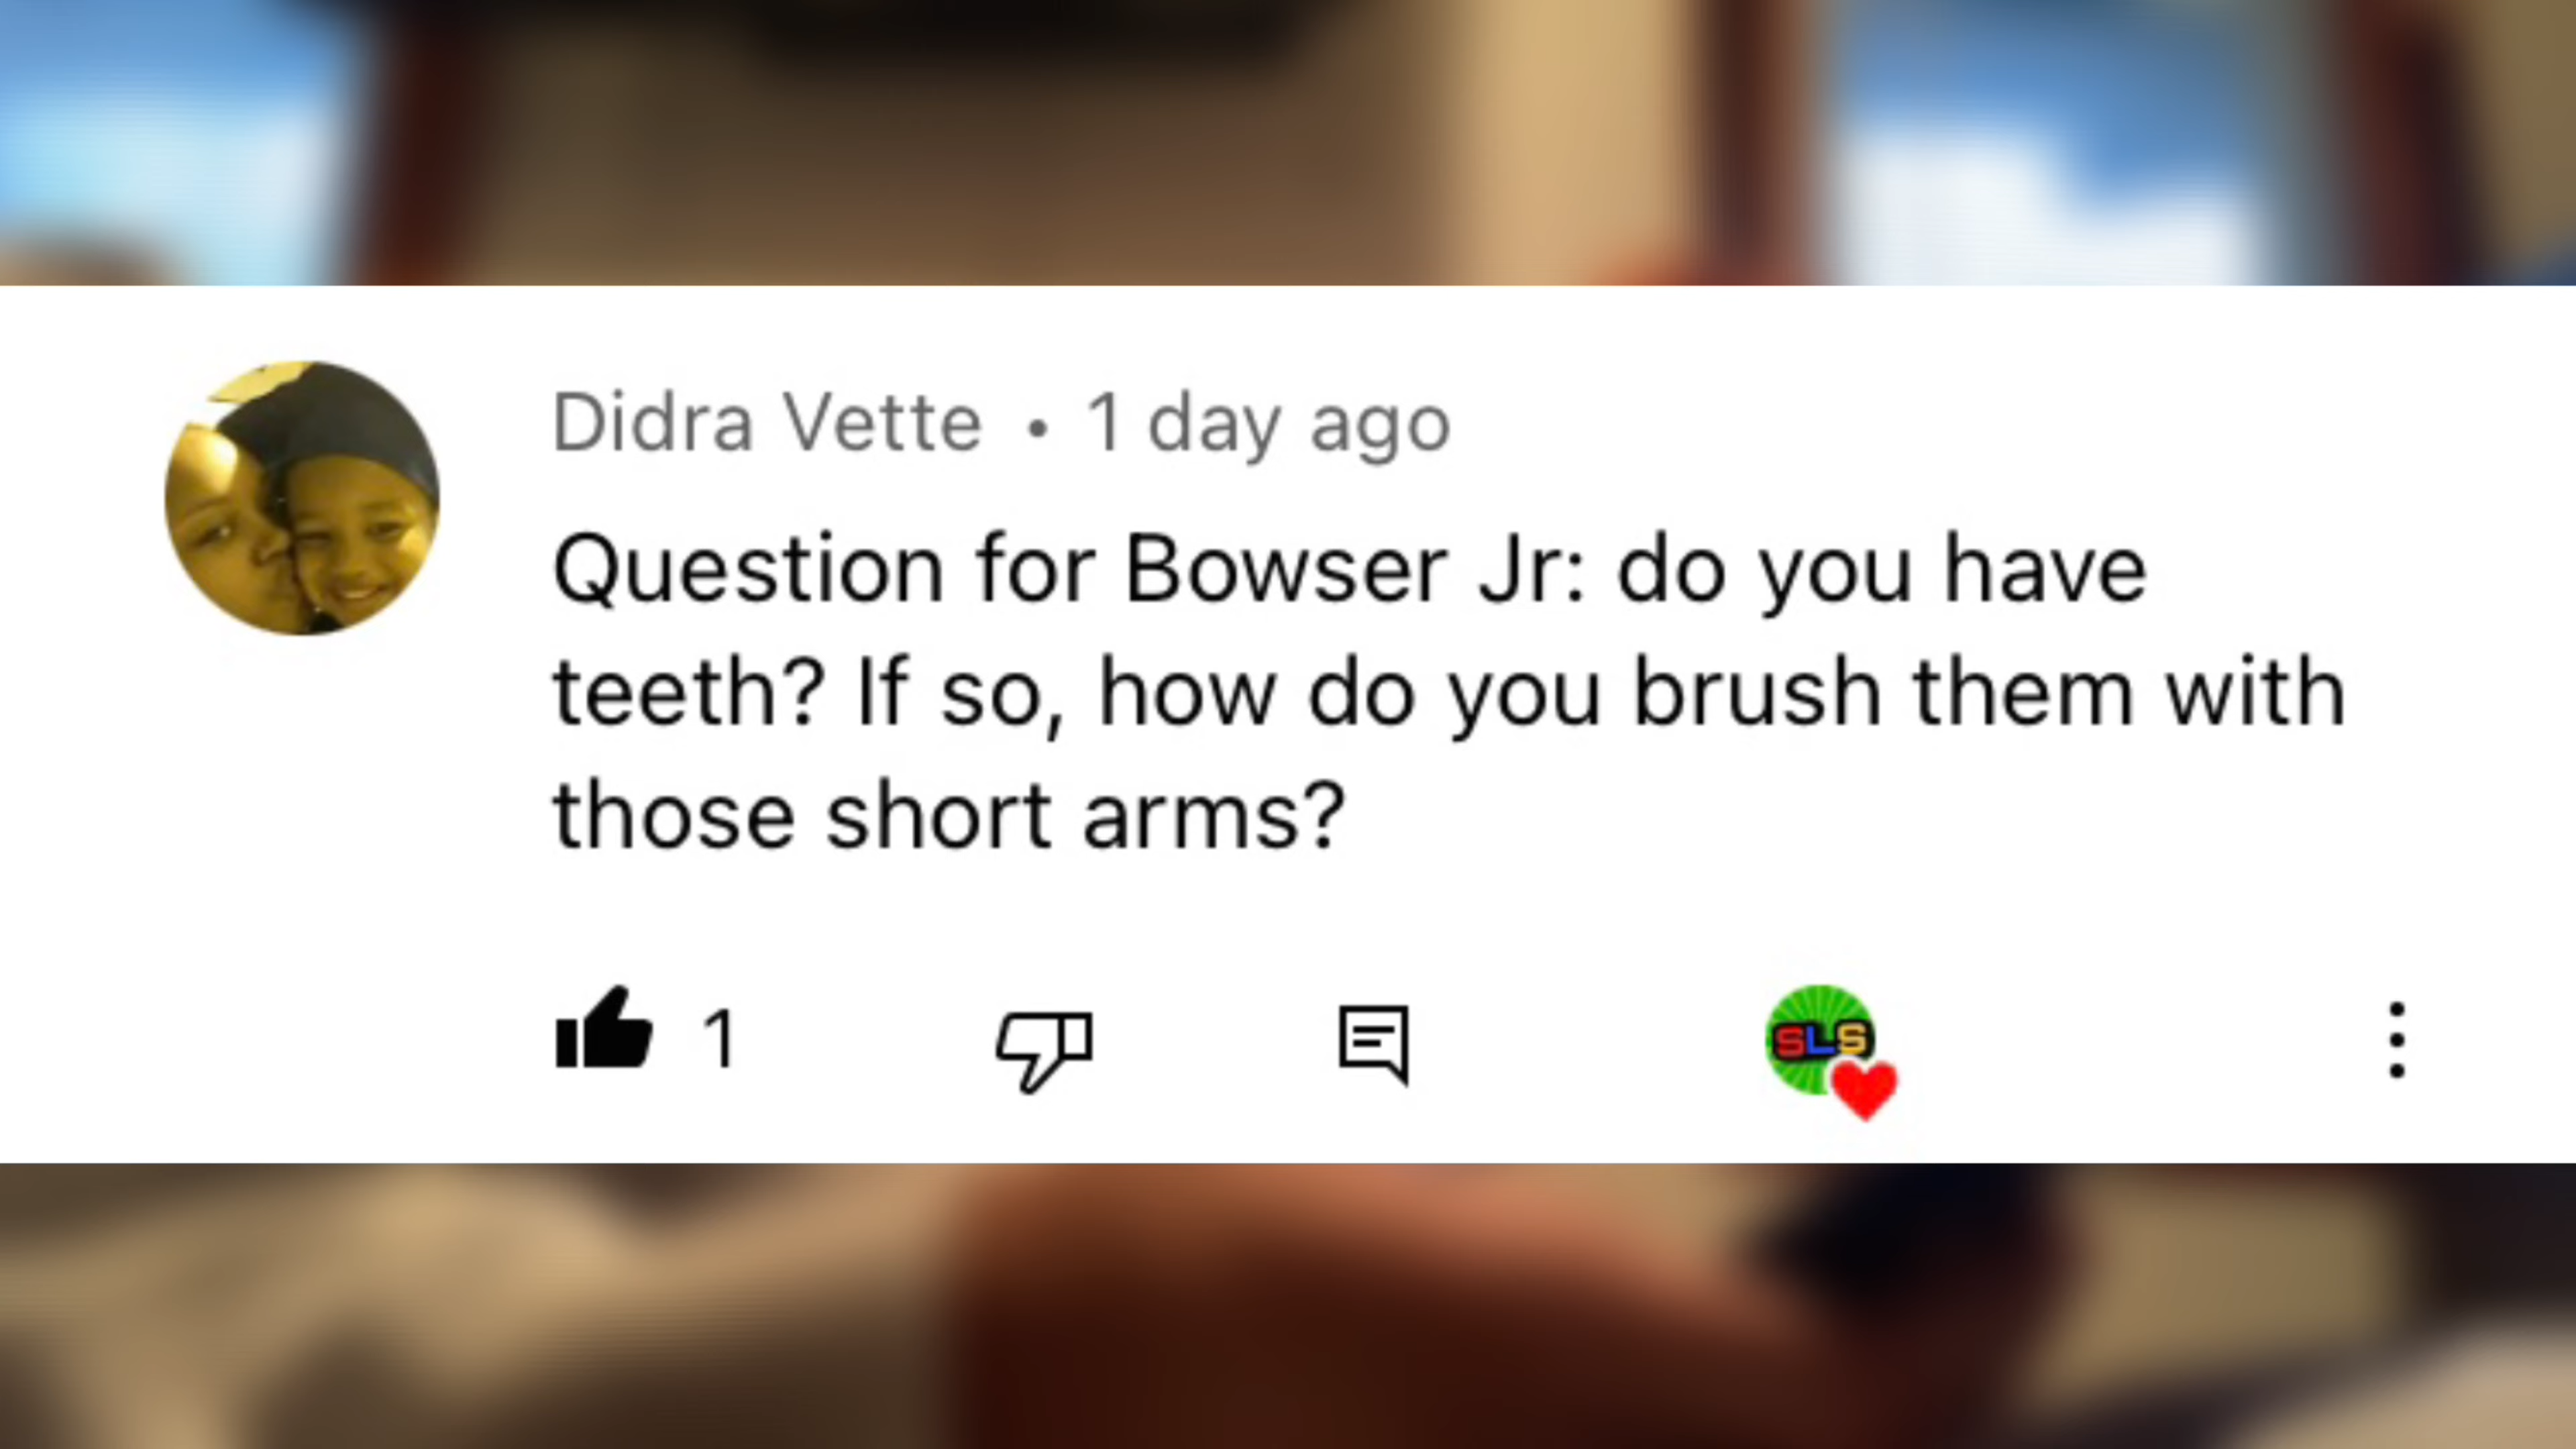 Didra Vette • 1 day ago
Question for Bowser Jr: do you have
teeth? If so, how do you brush them with
those short arms?
1
SLS